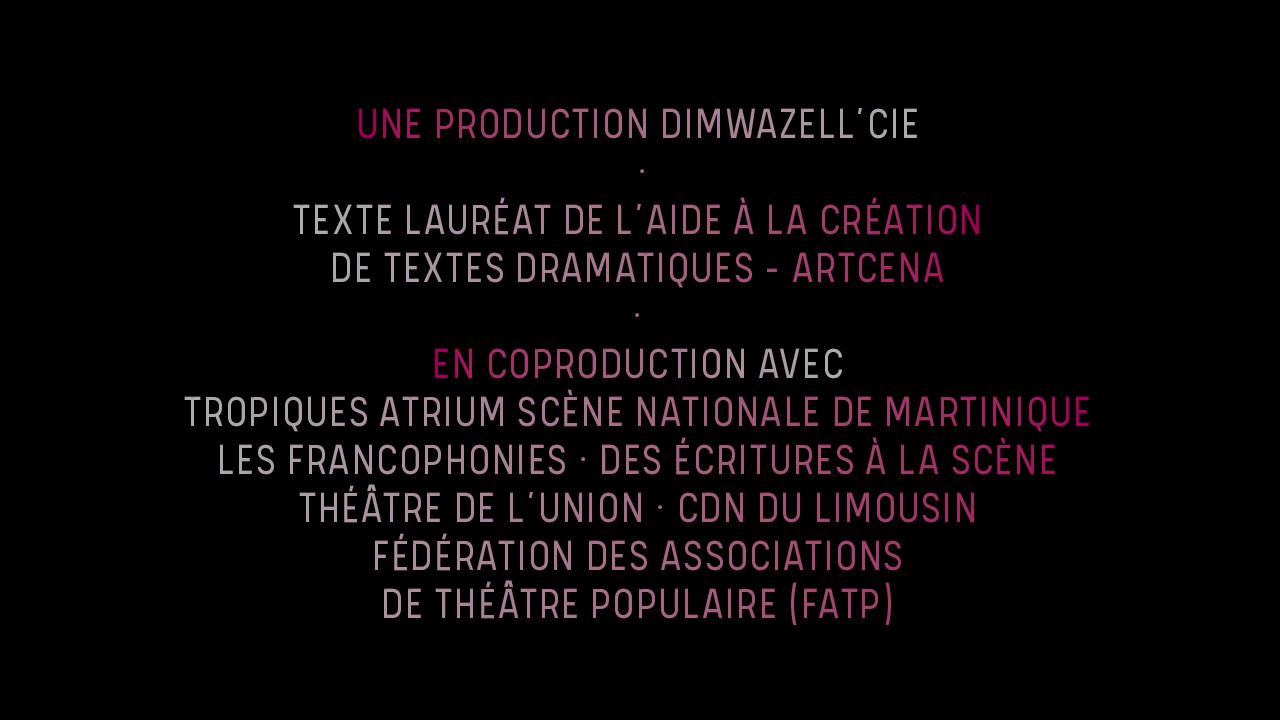 UNE PRODUCTION DIMWAZELL'CIE
·
TEXTE LAURÉAT DE L'AIDE À LA CRÉATION
DE TEXTES DRAMATIQUES - ARTCENA
·
EN COPRODUCTION AVEC
TROPIQUES ATRIUM SCÈNE NATIONALE DE MARTINIQUE
LES FRANCOPHONIES · DES ÉCRITURES À LA SCÈNE
THÉÂTRE DE L'UNION · CDN DU LIMOUSIN
FÉDÉRATION DES ASSOCIATIONS
DE THÉÂTRE POPULAIRE (FATP)